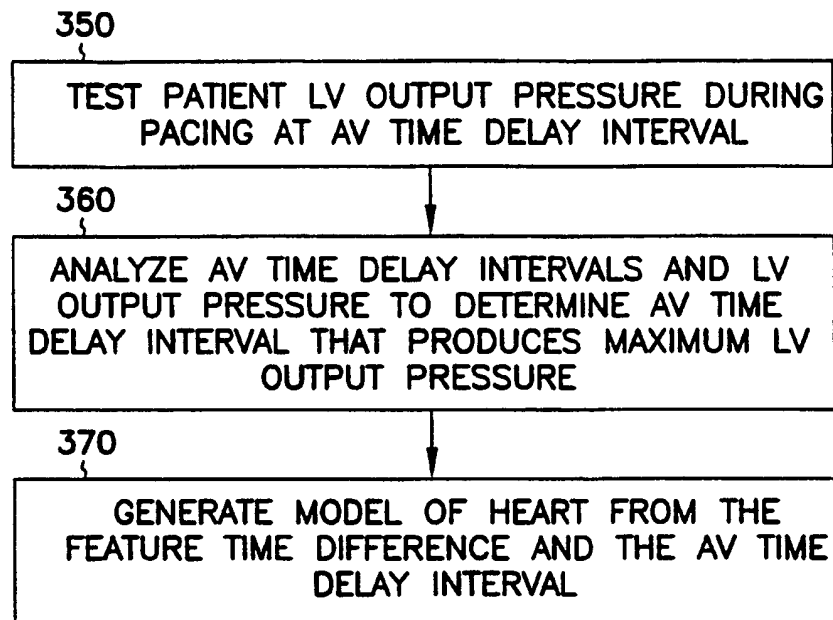 350
TEST PATIENT LV OUTPUT PRESSURE DURING
PACING AT AV TIME DELAY INTERVAL
360
ANALYZE AV TIME DELAY INTERVALS AND LV
OUTPUT PRESSURE TO DETERMINE AV TIME
DELAY INTERVAL THAT PRODUCES MAXIMUM LV
OUTPUT PRESSURE
370
GENERATE MODEL OF HEART FROM THE
FEATURE TIME DIFFERENCE AND THE AV TIME
DELAY INTERVAL